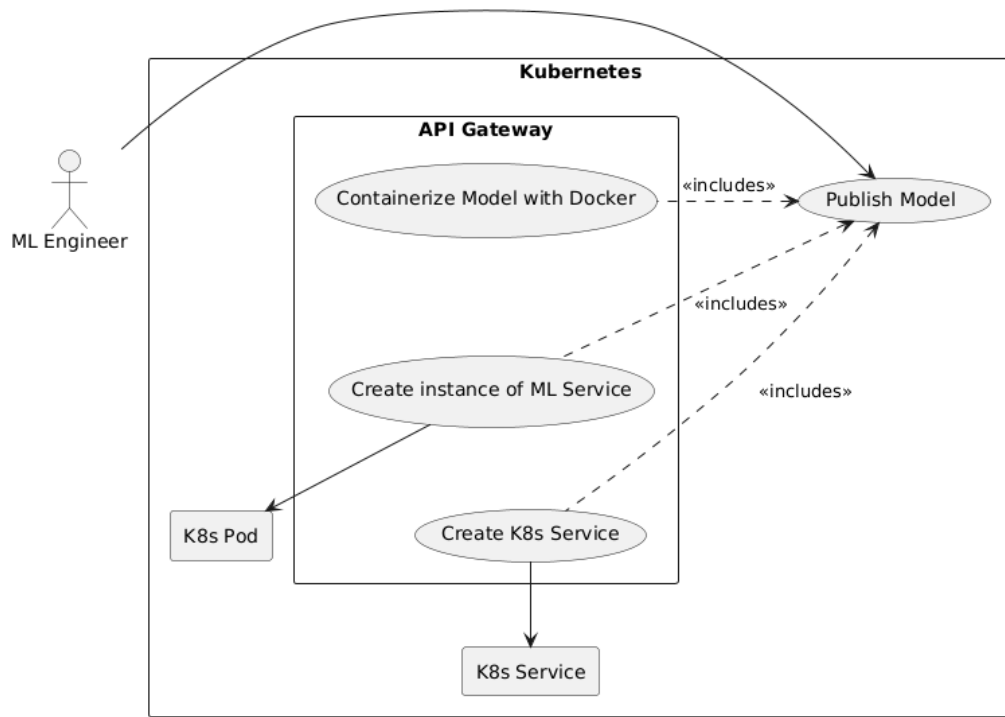 Kubernetes
API Gateway
Containerize Model with Docker
«includes»
Publish Model
ML Engineer
«includes»
Create instance of ML Service
«includes»
K8s Pod
Create K8s Service
K8s Service